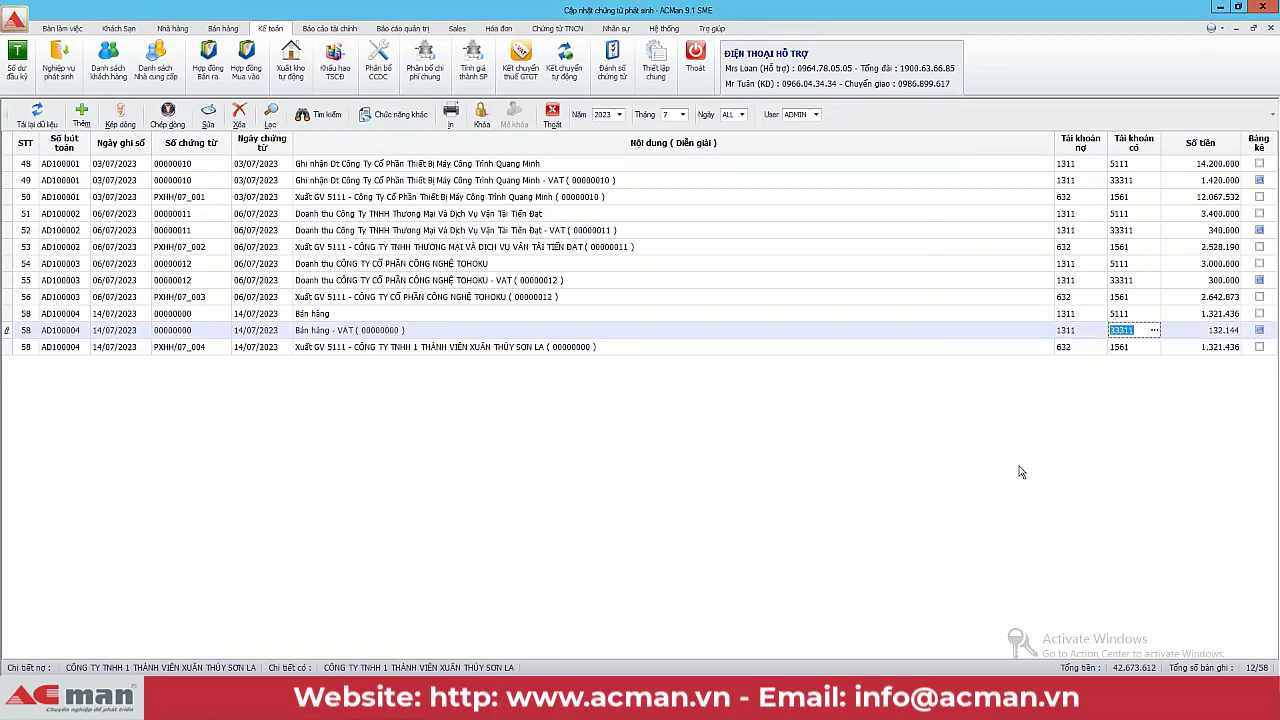 Cập nhật chứng từ phát sinh - ACMan 9.1 SME
Bàn làm việc Khách Sạn Nhà hàng Bán hàng Kế toán Báo cáo tài chính Báo cáo quản trị Sales Hóa đơn Chứng từ TNCN Nhân sự Hệ thống Trợ giúp
Số dư đầu kỳ Nghiệp vụ phát sinh Danh sách khách hàng Danh sách Nhà cung cấp Hợp đồng Bán ra Hợp đồng Mua vào Xuất kho tự động Khấu hao TSCĐ Phân bổ CCDC Phân bổ chi phí chung Tính giá thành SP Kết chuyển thuế GTGT Kết chuyển tự động Đánh số chứng từ Thiết lập chung Thoát
ĐIỆN THOẠI HỖ TRỢ
Mrs Loan (Hỗ trợ) : 0964.78.05.05 - Tổng đài : 1900.63.66.85
Mr Tuân (KD) : 0966.04.34.34 - Chuyển giao : 0986.899.617
Tải lại dữ liệu Thêm Kép dòng Chép dòng Sửa Xóa Lọc Tìm kiếm Chức năng khác In Khóa Mở khóa Thoát Năm 2023 Tháng 7 Ngày ALL User ADMIN
STT Số bút toán Ngày ghi sổ Số chứng từ Ngày chứng từ Nội dung ( Diễn giải ) Tài khoản nợ Tài khoản có Số tiền Bảng kê
48 AD100001 03/07/2023 00000010 03/07/2023 Ghi nhận Dt Công Ty Cổ Phần Thiết Bị Máy Công Trình Quang Minh 1311 5111 14.200.000
49 AD100001 03/07/2023 00000010 03/07/2023 Ghi nhận Dt Công Ty Cổ Phần Thiết Bị Máy Công Trình Quang Minh - VAT ( 00000010 ) 1311 33311 1.420.000
50 AD100001 03/07/2023 PXHH/07_001 03/07/2023 Xuất GV 5111 - Công Ty Cổ Phần Thiết Bị Máy Công Trình Quang Minh ( 00000010 ) 632 1561 12.067.532
51 AD100002 06/07/2023 00000011 06/07/2023 Doanh thu Công Ty TNHH Thương Mại Và Dịch Vụ Vận Tải Tiến Đạt 1311 5111 3.400.000
52 AD100002 06/07/2023 00000011 06/07/2023 Doanh thu Công Ty TNHH Thương Mại Và Dịch Vụ Vận Tải Tiến Đạt - VAT ( 00000011 ) 1311 33311 340.000
53 AD100002 06/07/2023 PXHH/07_002 06/07/2023 Xuất GV 5111 - CÔNG TY TNHH THƯƠNG MẠI VÀ DỊCH VỤ VẬN TẢI TIẾN ĐẠT ( 00000011 ) 632 1561 2.528.190
54 AD100003 06/07/2023 00000012 06/07/2023 Doanh thu CÔNG TY CỔ PHẦN CÔNG NGHỆ TOHOKU 1311 5111 3.000.000
55 AD100003 06/07/2023 00000012 06/07/2023 Doanh thu CÔNG TY CỔ PHẦN CÔNG NGHỆ TOHOKU - VAT ( 00000012 ) 1311 33311 300.000
56 AD100003 06/07/2023 PXHH/07_003 06/07/2023 Xuất GV 5111 - CÔNG TY CỔ PHẦN CÔNG NGHỆ TOHOKU ( 00000012 ) 632 1561 2.642.873
58 AD100004 14/07/2023 00000000 14/07/2023 Bán hàng 1311 5111 1.321.436
58 AD100004 14/07/2023 00000000 14/07/2023 Bán hàng - VAT ( 00000000 ) 1311 33311 ... 132.144
58 AD100004 14/07/2023 PXHH/07_004 14/07/2023 Xuất GV 5111 - CÔNG TY TNHH 1 THÀNH VIÊN XUÂN THỦY SƠN LA ( 00000000 ) 632 1561 1.321.436
Activate Windows
Go to Action Center to activate Windows.
Chi tiết nợ : CÔNG TY TNHH 1 THÀNH VIÊN XUÂN THỦY SƠN LA Chi tiết có : CÔNG TY TNHH 1 THÀNH VIÊN XUÂN THỦY SƠN LA Tổng tiền : 42.673.612 Tổng số bản ghi : 12/58
ACman
Chuyên nghiệp để phát triển
Website: http: www.acman.vn - Email: info@acman.vn